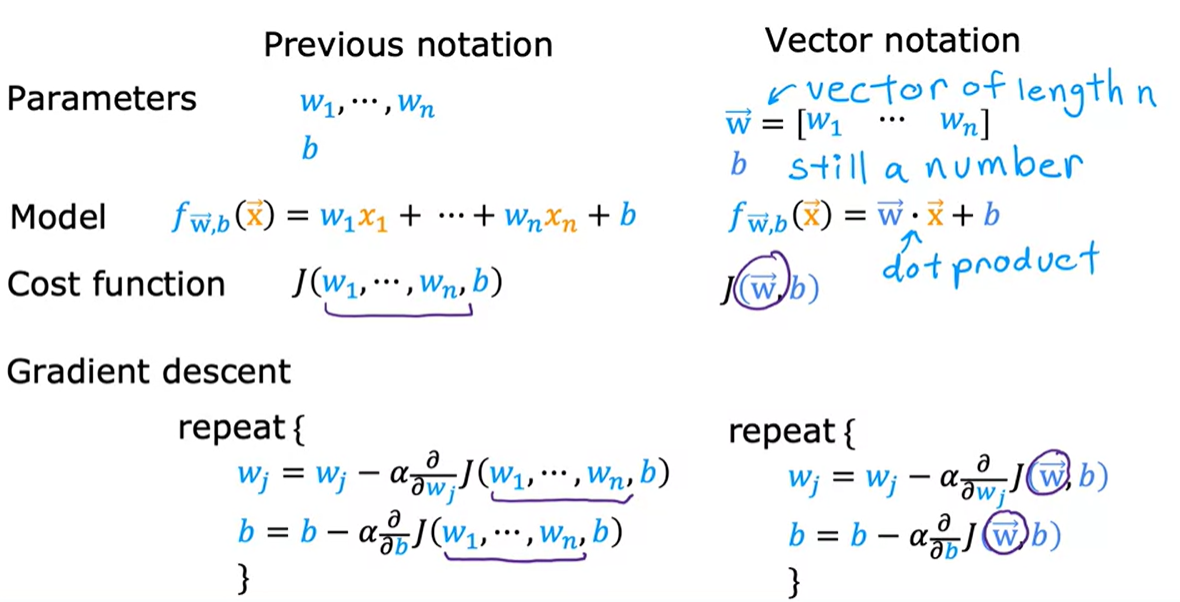 Previous notation
Vector notation
Parameters
w₁, ⋯ , wₙ
b
vector of length n
w⃗ = [w₁ ⋯ wₙ]
b still a number
Model
f_w⃗,b(x⃗) = w₁x₁ + ⋯ + wₙxₙ + b
f_w⃗,b(x⃗) = w⃗ · x⃗ + b
dot product
Cost function
J(w₁, ⋯ , wₙ, b)
J(w⃗, b)
Gradient descent
repeat {
wⱼ = wⱼ − α ∂/∂wⱼ J(w₁, ⋯ , wₙ, b)
b = b − α ∂/∂b J(w₁, ⋯ , wₙ, b)
}
repeat {
wⱼ = wⱼ − α ∂/∂wⱼ J(w⃗, b)
b = b − α ∂/∂b J(w⃗, b)
}